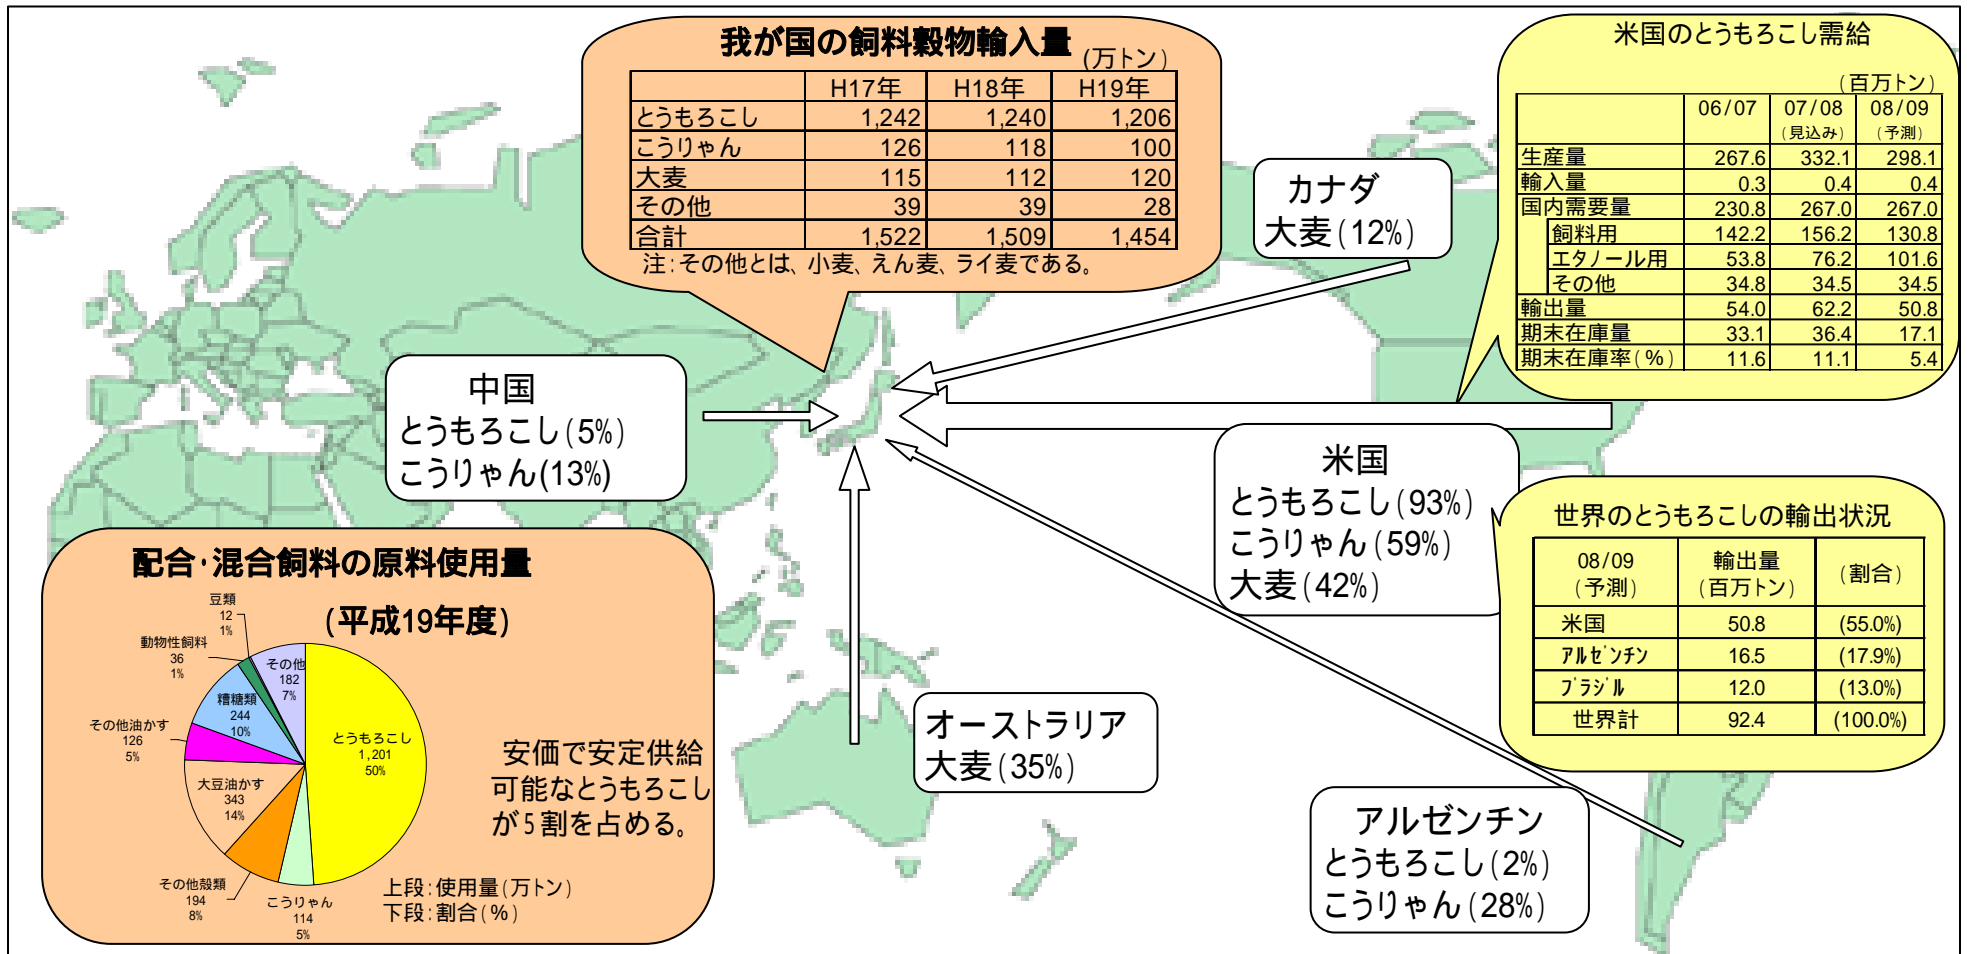 我が国の飼料穀物輸入量
(万トン)
H17年 H18年 H19年
とうもろこし 1,242 1,240 1,206
こうりゃん 126 118 100
大麦 115 112 120
その他 39 39 28
合計 1,522 1,509 1,454
注:その他とは、小麦、えん麦、ライ麦である。
米国のとうもろこし需給
(百万トン)
06/07 07/08 08/09
(見込み) (予測)
生産量 267.6 332.1 298.1
輸入量 0.3 0.4 0.4
国内需要量 230.8 267.0 267.0
飼料用 142.2 156.2 130.8
エタノール用 53.8 76.2 101.6
その他 34.8 34.5 34.5
輸出量 54.0 62.2 50.8
期末在庫量 33.1 36.4 17.1
期末在庫率(%) 11.6 11.1 5.4
カナダ
大麦(12%)
中国
とうもろこし(5%)
こうりゃん(13%)
米国
とうもろこし(93%)
こうりゃん(59%)
大麦(42%)
世界のとうもろこしの輸出状況
08/09 輸出量 (割合)
(予測) (百万トン)
米国 50.8 (55.0%)
アルゼンチン 16.5 (17.9%)
ブラジル 12.0 (13.0%)
世界計 92.4 (100.0%)
オーストラリア
大麦(35%)
アルゼンチン
とうもろこし(2%)
こうりゃん(28%)
配合・混合飼料の原料使用量
(平成19年度)
豆類
12
1%
動物性飼料
36
1%
その他
182
7%
糟糖類
244
10%
その他油かす
126
5%
とうもろこし
1,201
50%
大豆油かす
343
14%
その他殻類
194
8%
こうりゃん
114
5%
安価で安定供給
可能なとうもろこし
が5割を占める。
上段:使用量(万トン)
下段:割合(%)